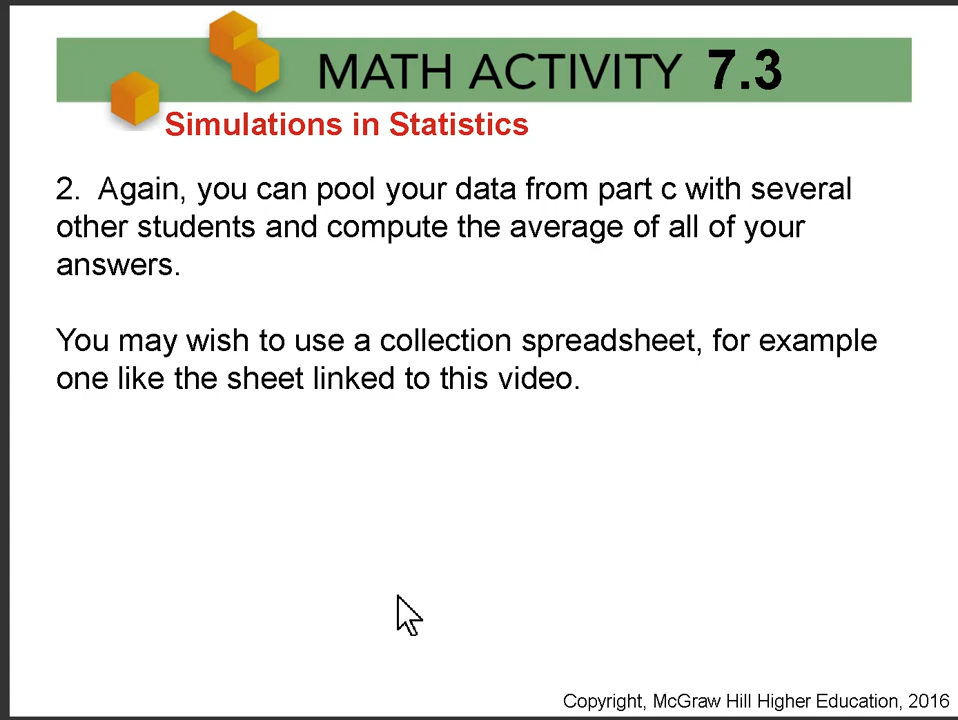 MATH ACTIVITY 7.3
Simulations in Statistics
2. Again, you can pool your data from part c with several
other students and compute the average of all of your
answers.
You may wish to use a collection spreadsheet, for example
one like the sheet linked to this video.
Copyright, McGraw Hill Higher Education, 2016